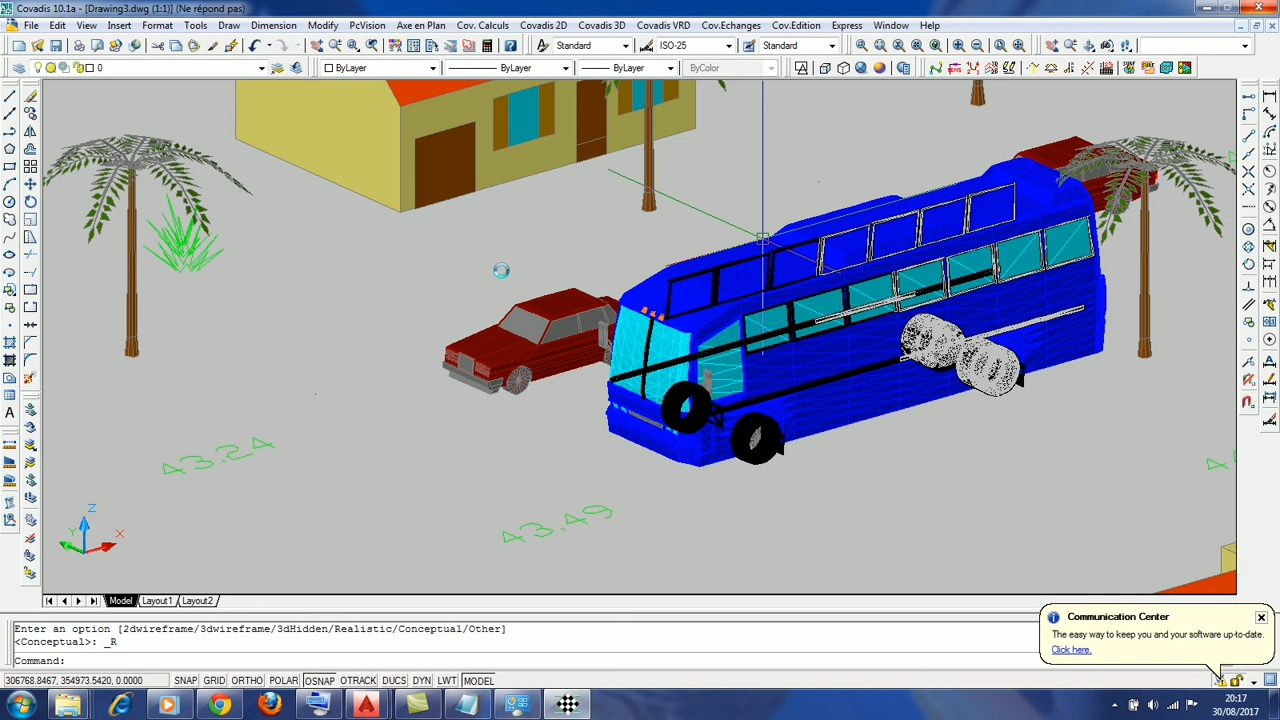 Covadis 10.1a - [Drawing3.dwg (1:1)] (Ne répond pas)
File Edit View Insert Format Tools Draw Dimension Modify PcVision Axe en Plan Cov. Calculs Covadis 2D Covadis 3D Covadis VRD Cov.Echanges Cov.Edition Express Window Help
Standard ISO-25 Standard
0 ByLayer ByLayer ByLayer ByColor
43.24
43.49
Z
Y X
Model Layout1 Layout2
Enter an option [2dwireframe/3dwireframe/3dHidden/Realistic/Conceptual/Other]
<Conceptual>: _R
Command:
Communication Center
The easy way to keep you and your software up-to-date.
Click here.
306768.8467, 354973.5420, 0.0000 SNAP GRID ORTHO POLAR OSNAP OTRACK DUCS DYN LWT MODEL
20:17
30/08/2017